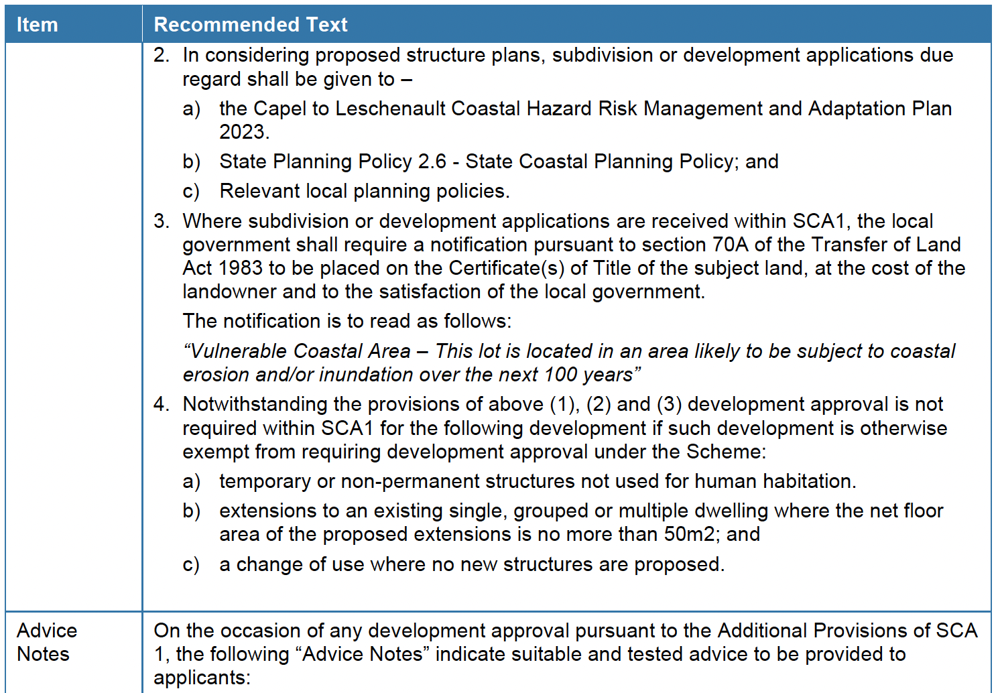 Item
Recommended Text
2. In considering proposed structure plans, subdivision or development applications due
regard shall be given to –
a) the Capel to Leschenault Coastal Hazard Risk Management and Adaptation Plan
2023.
b) State Planning Policy 2.6 - State Coastal Planning Policy; and
c) Relevant local planning policies.
3. Where subdivision or development applications are received within SCA1, the local
government shall require a notification pursuant to section 70A of the Transfer of Land
Act 1983 to be placed on the Certificate(s) of Title of the subject land, at the cost of the
landowner and to the satisfaction of the local government.
The notification is to read as follows:
“Vulnerable Coastal Area – This lot is located in an area likely to be subject to coastal
erosion and/or inundation over the next 100 years”
4. Notwithstanding the provisions of above (1), (2) and (3) development approval is not
required within SCA1 for the following development if such development is otherwise
exempt from requiring development approval under the Scheme:
a) temporary or non-permanent structures not used for human habitation.
b) extensions to an existing single, grouped or multiple dwelling where the net floor
area of the proposed extensions is no more than 50m2; and
c) a change of use where no new structures are proposed.
Advice
Notes
On the occasion of any development approval pursuant to the Additional Provisions of SCA
1, the following “Advice Notes” indicate suitable and tested advice to be provided to
applicants: